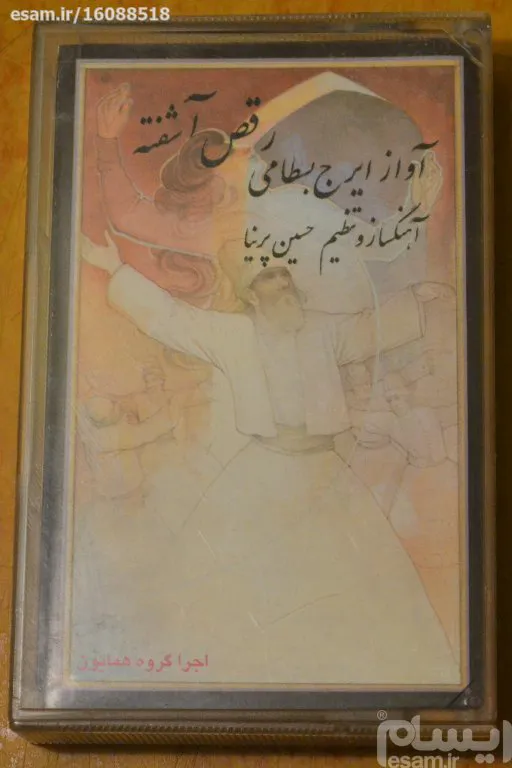 esam.ir/16088518
رقص آشفته
آواز ایرج بسطامی
آهنگساز و تنظیم حسین پرنیا
اجرا گروه همایون
ایسام®
esam.ir